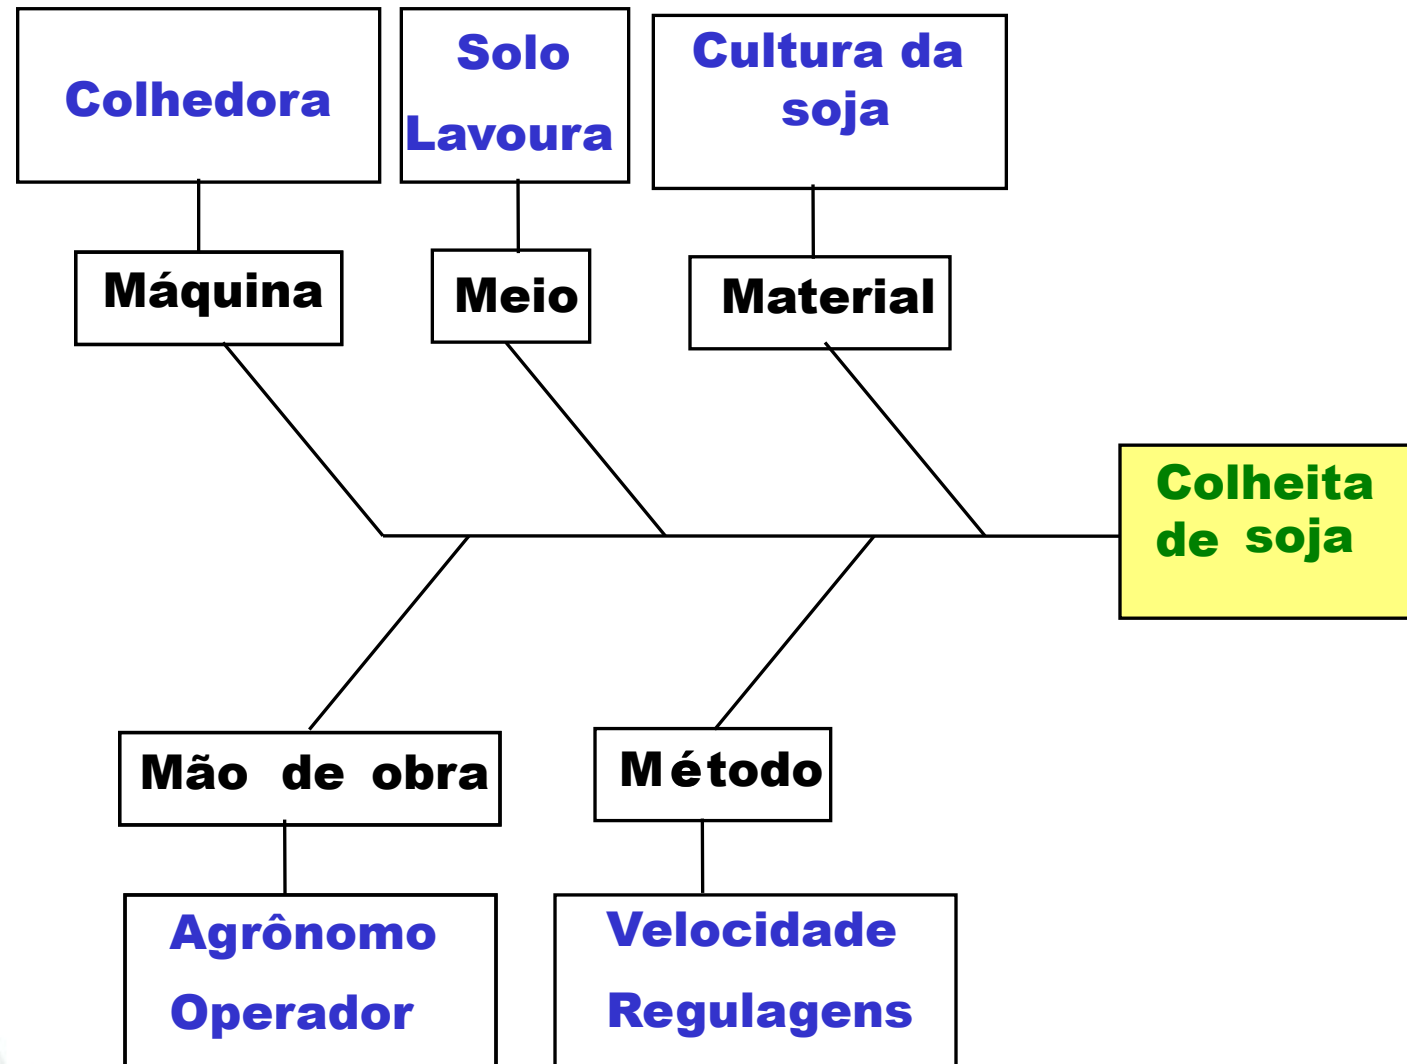 Colhedora
Solo
Lavoura
Cultura da
soja
Máquina
Meio
Material
Colheita
de soja
Mão de obra
Método
Agrônomo
Operador
Velocidade
Regulagens